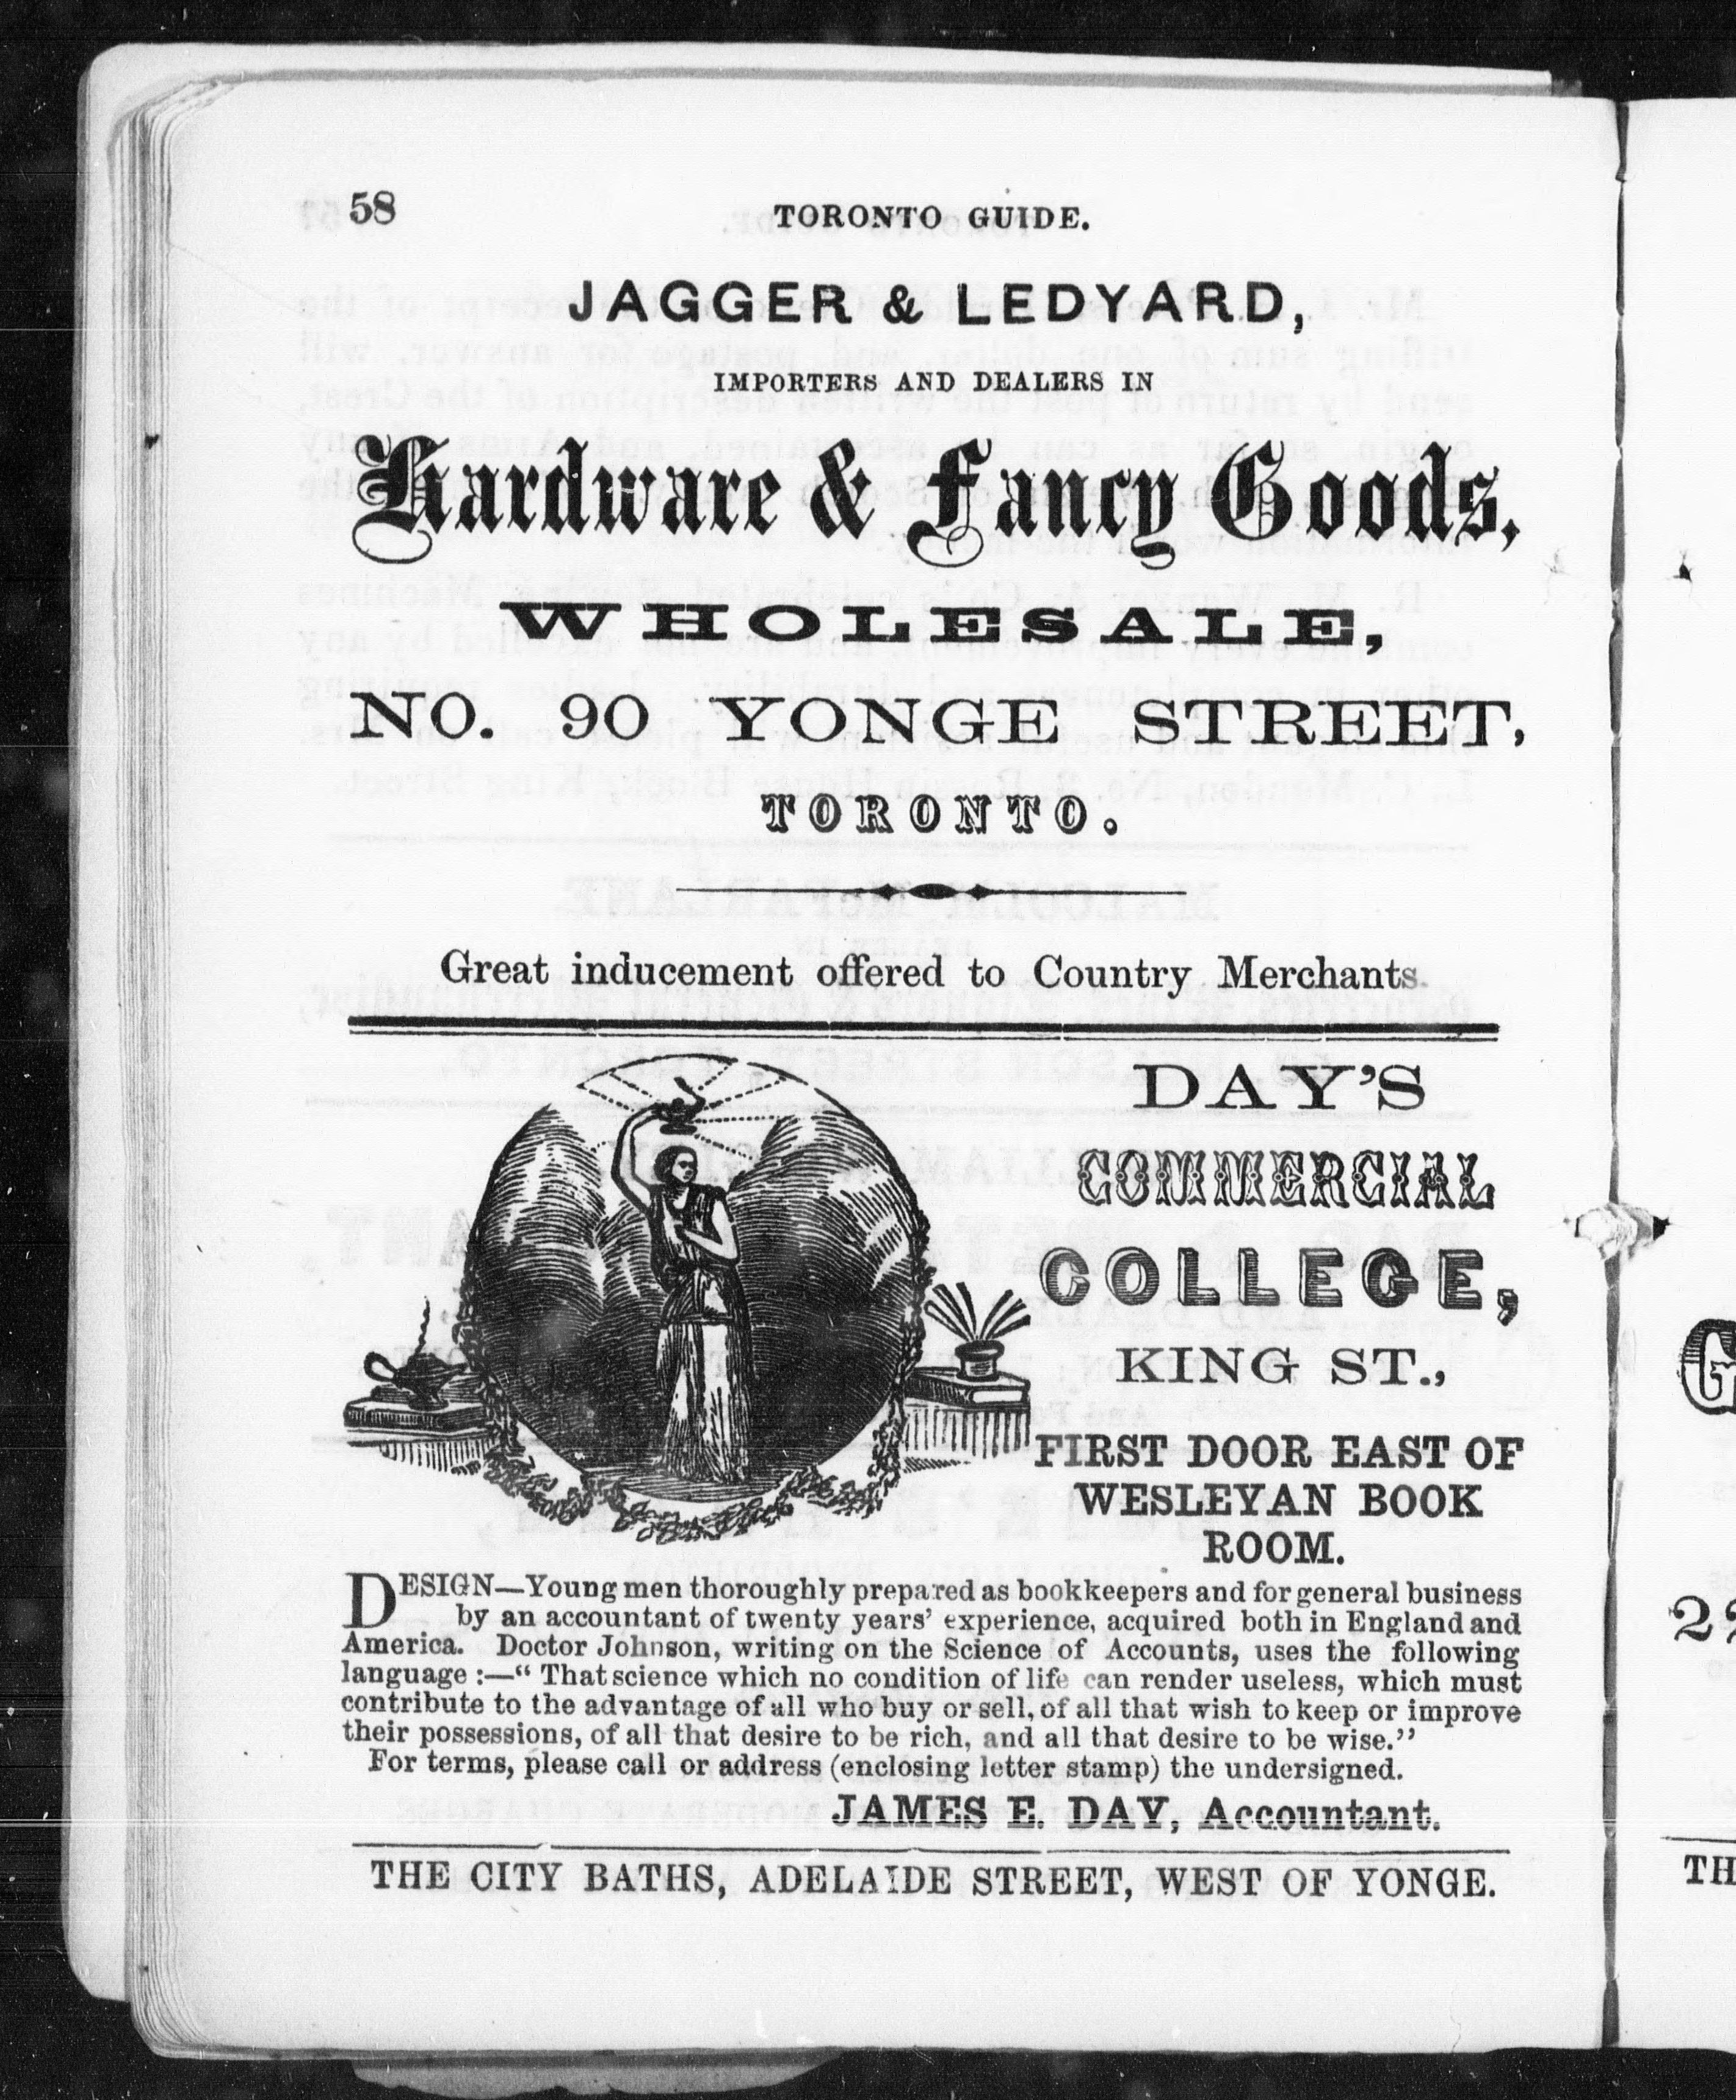 58
TORONTO GUIDE.
JAGGER & LEDYARD,
IMPORTERS AND DEALERS IN
Hardware & Fancy Goods,
WHOLESALE,
NO. 90 YONGE STREET,
TORONTO.
Great inducement offered to Country Merchants.
DAY'S
COMMERCIAL
COLLEGE,
KING ST.,
FIRST DOOR EAST OF
WESLEYAN BOOK
ROOM.
DESIGN—Young men thoroughly prepared as bookkeepers and for general business
by an accountant of twenty years' experience, acquired both in England and
America. Doctor Johnson, writing on the Science of Accounts, uses the following
language :—“ That science which no condition of life can render useless, which must
contribute to the advantage of all who buy or sell, of all that wish to keep or improve
their possessions, of all that desire to be rich, and all that desire to be wise.”
For terms, please call or address (enclosing letter stamp) the undersigned.
JAMES E. DAY, Accountant.
THE CITY BATHS, ADELAIDE STREET, WEST OF YONGE.